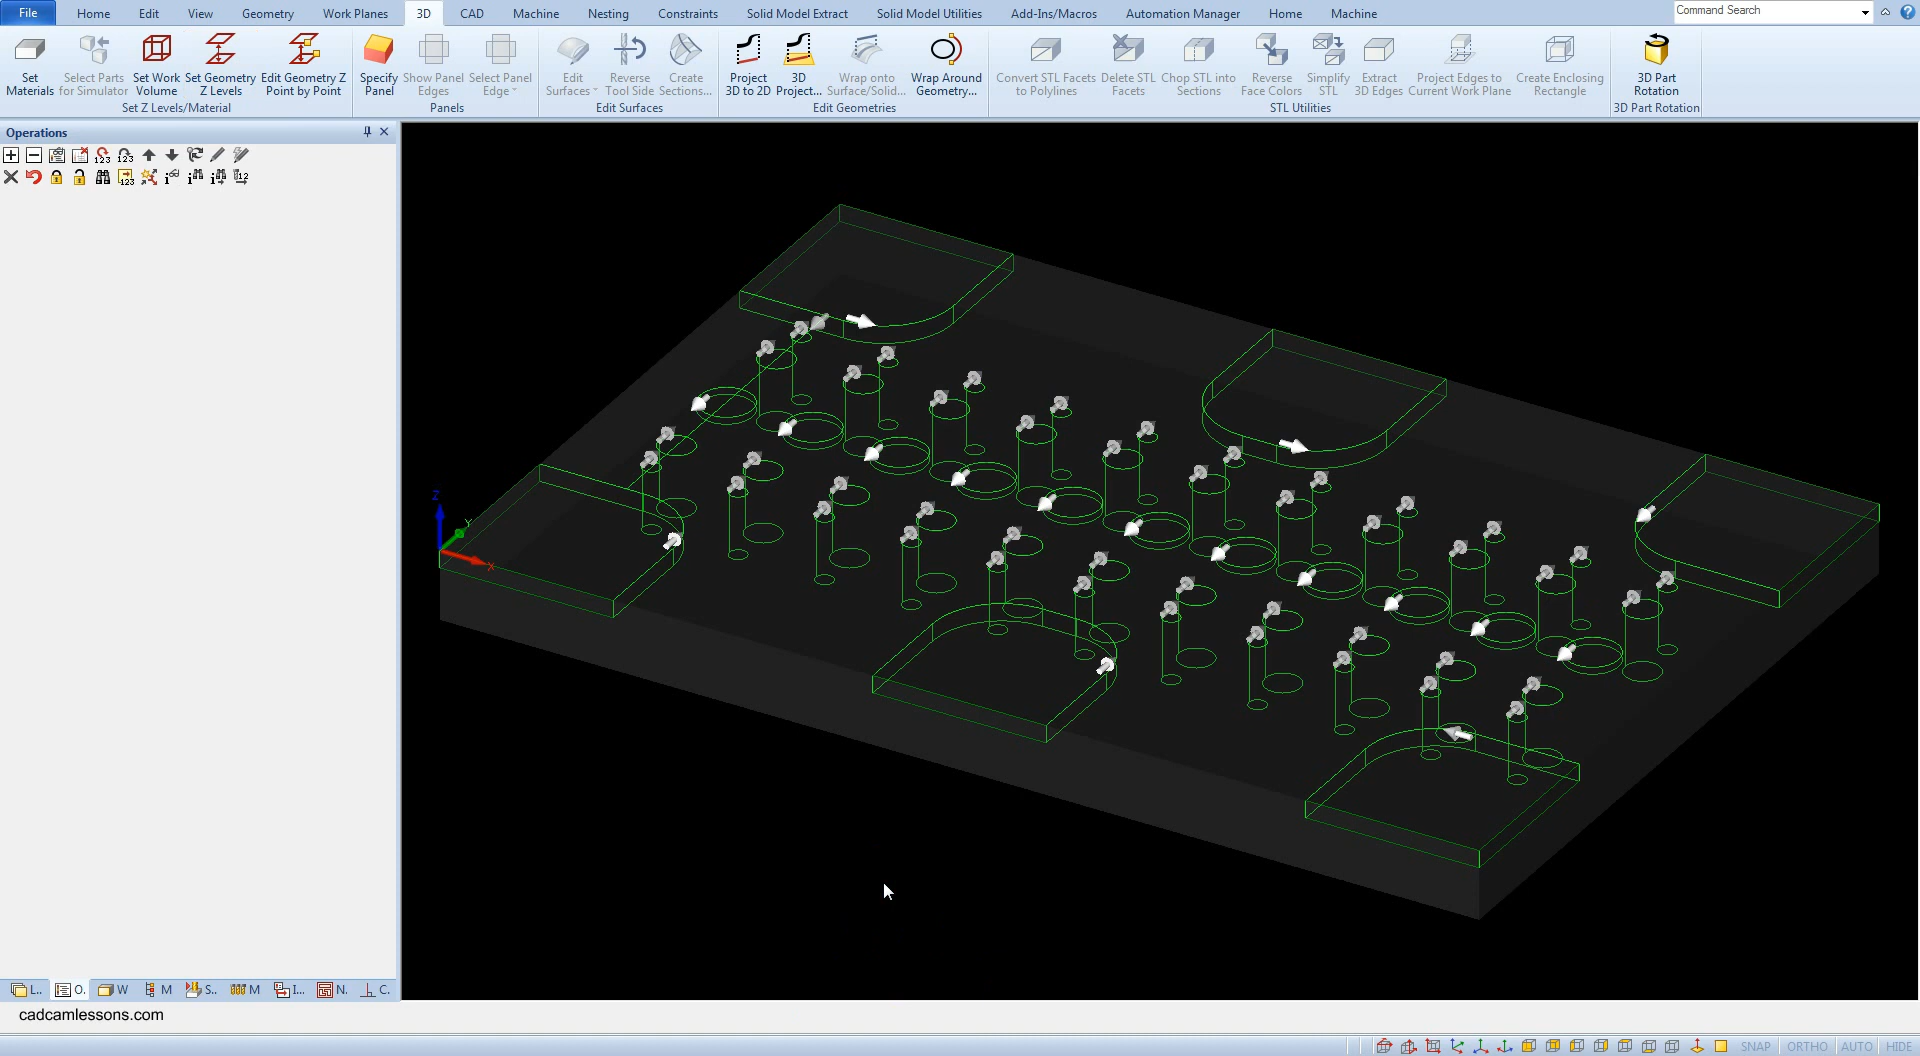 File Home Edit View Geometry Work Planes 3D CAD Machine Nesting Constraints Solid Model Extract Solid Model Utilities Add-Ins/Macros Automation Manager Home Machine Command Search
Set Select Parts Set Work Set Geometry Edit Geometry Z Specify Show Panel Select Panel Edit Reverse Create Project 3D Wrap onto Wrap Around Convert STL Facets Delete STL Chop STL into Reverse Simplify Extract Project Edges to Create Enclosing 3D Part
Materials for Simulator Volume Z Levels Point by Point Panel Edges Edge Surfaces Tool Side Sections... 3D to 2D Project... Surface/Solid... Geometry... to Polylines Facets Sections Face Colors STL 3D Edges Current Work Plane Rectangle Rotation
Set Z Levels/Material Panels Edit Surfaces Edit Geometries STL Utilities 3D Part Rotation
Operations
123 123
123 12
Z
Y
X
L.. O. W M S.. M I... N. C.
cadcamlessons.com
SNAP ORTHO AUTO HIDE